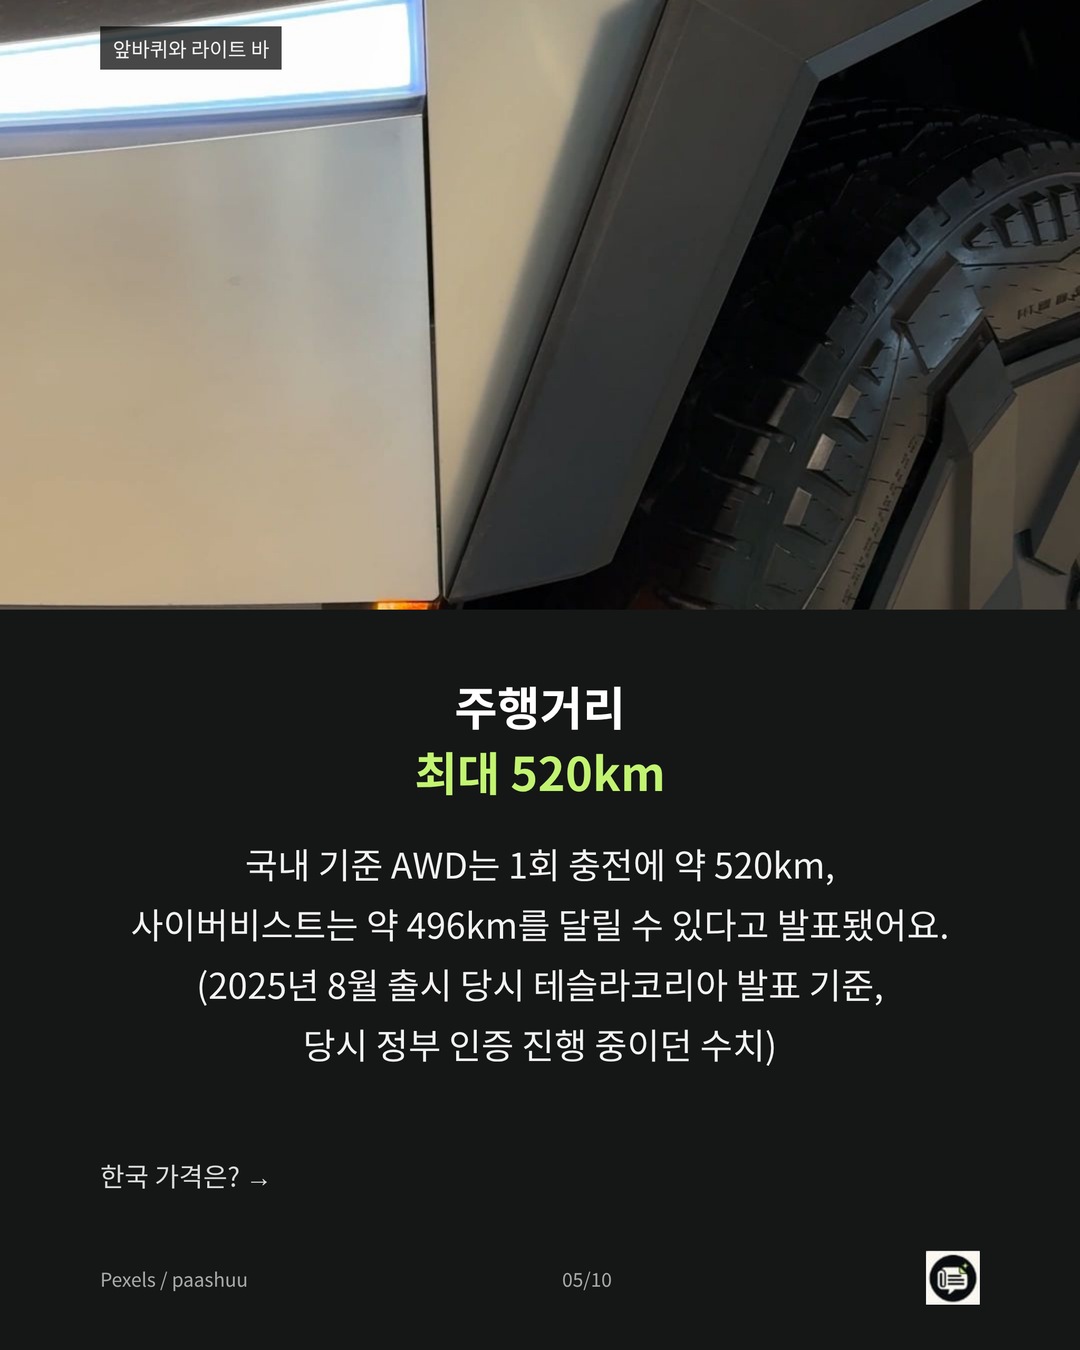 앞바퀴와 라이트 바
주행거리
최대 520km
국내 기준 AWD는 1회 충전에 약 520km,
사이버비스트는 약 496km를 달릴 수 있다고 발표됐어요.
(2025년 8월 출시 당시 테슬라코리아 발표 기준,
당시 정부 인증 진행 중이던 수치)
한국 가격은? →
Pexels / paashuu
05/10